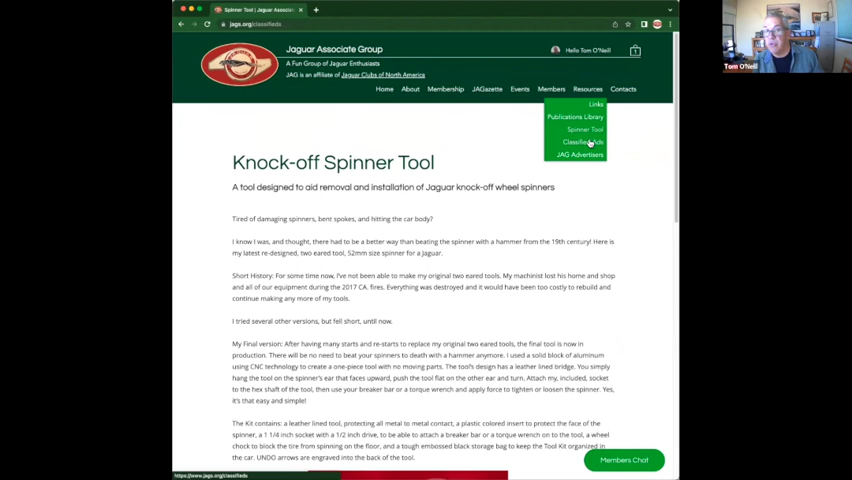 Spinner Tool | Jaguar Associat
jags.org/classifieds
Jaguar Associate Group
A Fun Group of Jaguar Enthusiasts
JAG is an affiliate of Jaguar Clubs of North America
Hello Tom O'Neill
1
Home About Membership JAGazette Events Members Resources Contacts
Links
Publications Library
Spinner Tool
Classified Ads
JAG Advertisers
Tom O'Neill
Knock-off Spinner Tool
A tool designed to aid removal and installation of Jaguar knock-off wheel spinners
Tired of damaging spinners, bent spokes, and hitting the car body?
I know I was, and thought, there had to be a better way than beating the spinner with a hammer from the 19th century! Here is
my latest re-designed, two eared tool, 52mm size spinner for a Jaguar.
Short History: For some time now, I've not been able to make my original two eared tools. My machinist lost his home and shop
and all of our equipment during the 2017 CA. fires. Everything was destroyed and it would have been too costly to rebuild and
continue making any more of my tools.
I tried several other versions, but fell short, until now.
My Final version: After having many starts and re-starts to replace my original two eared tools, the final tool is now in
production. There will be no need to beat your spinners to death with a hammer anymore. I used a solid block of aluminum
using CNC technology to create a one-piece tool with no moving parts. The tool's design has a leather lined bridge. You simply
hang the tool on the spinner's ear that faces upward, push the tool flat on the other ear and turn. Attach my, included, socket
to the hex shaft of the tool, then use your breaker bar or a torque wrench and apply force to tighten or loosen the spinner. Yes,
it's that easy and simple!
The Kit contains: a leather lined tool, protecting all metal to metal contact, a plastic colored insert to protect the face of the
spinner, a 1 1/4 inch socket with a 1/2 inch drive, to be able to attach a breaker bar or a torque wrench on to the tool, a wheel
chock to block the tire from spinning on the floor, and a tough embossed black storage bag to keep the Tool Kit organized in
the car. UNDO arrows are engraved into the back of the tool.
Members Chat
https://www.jags.org/classifieds